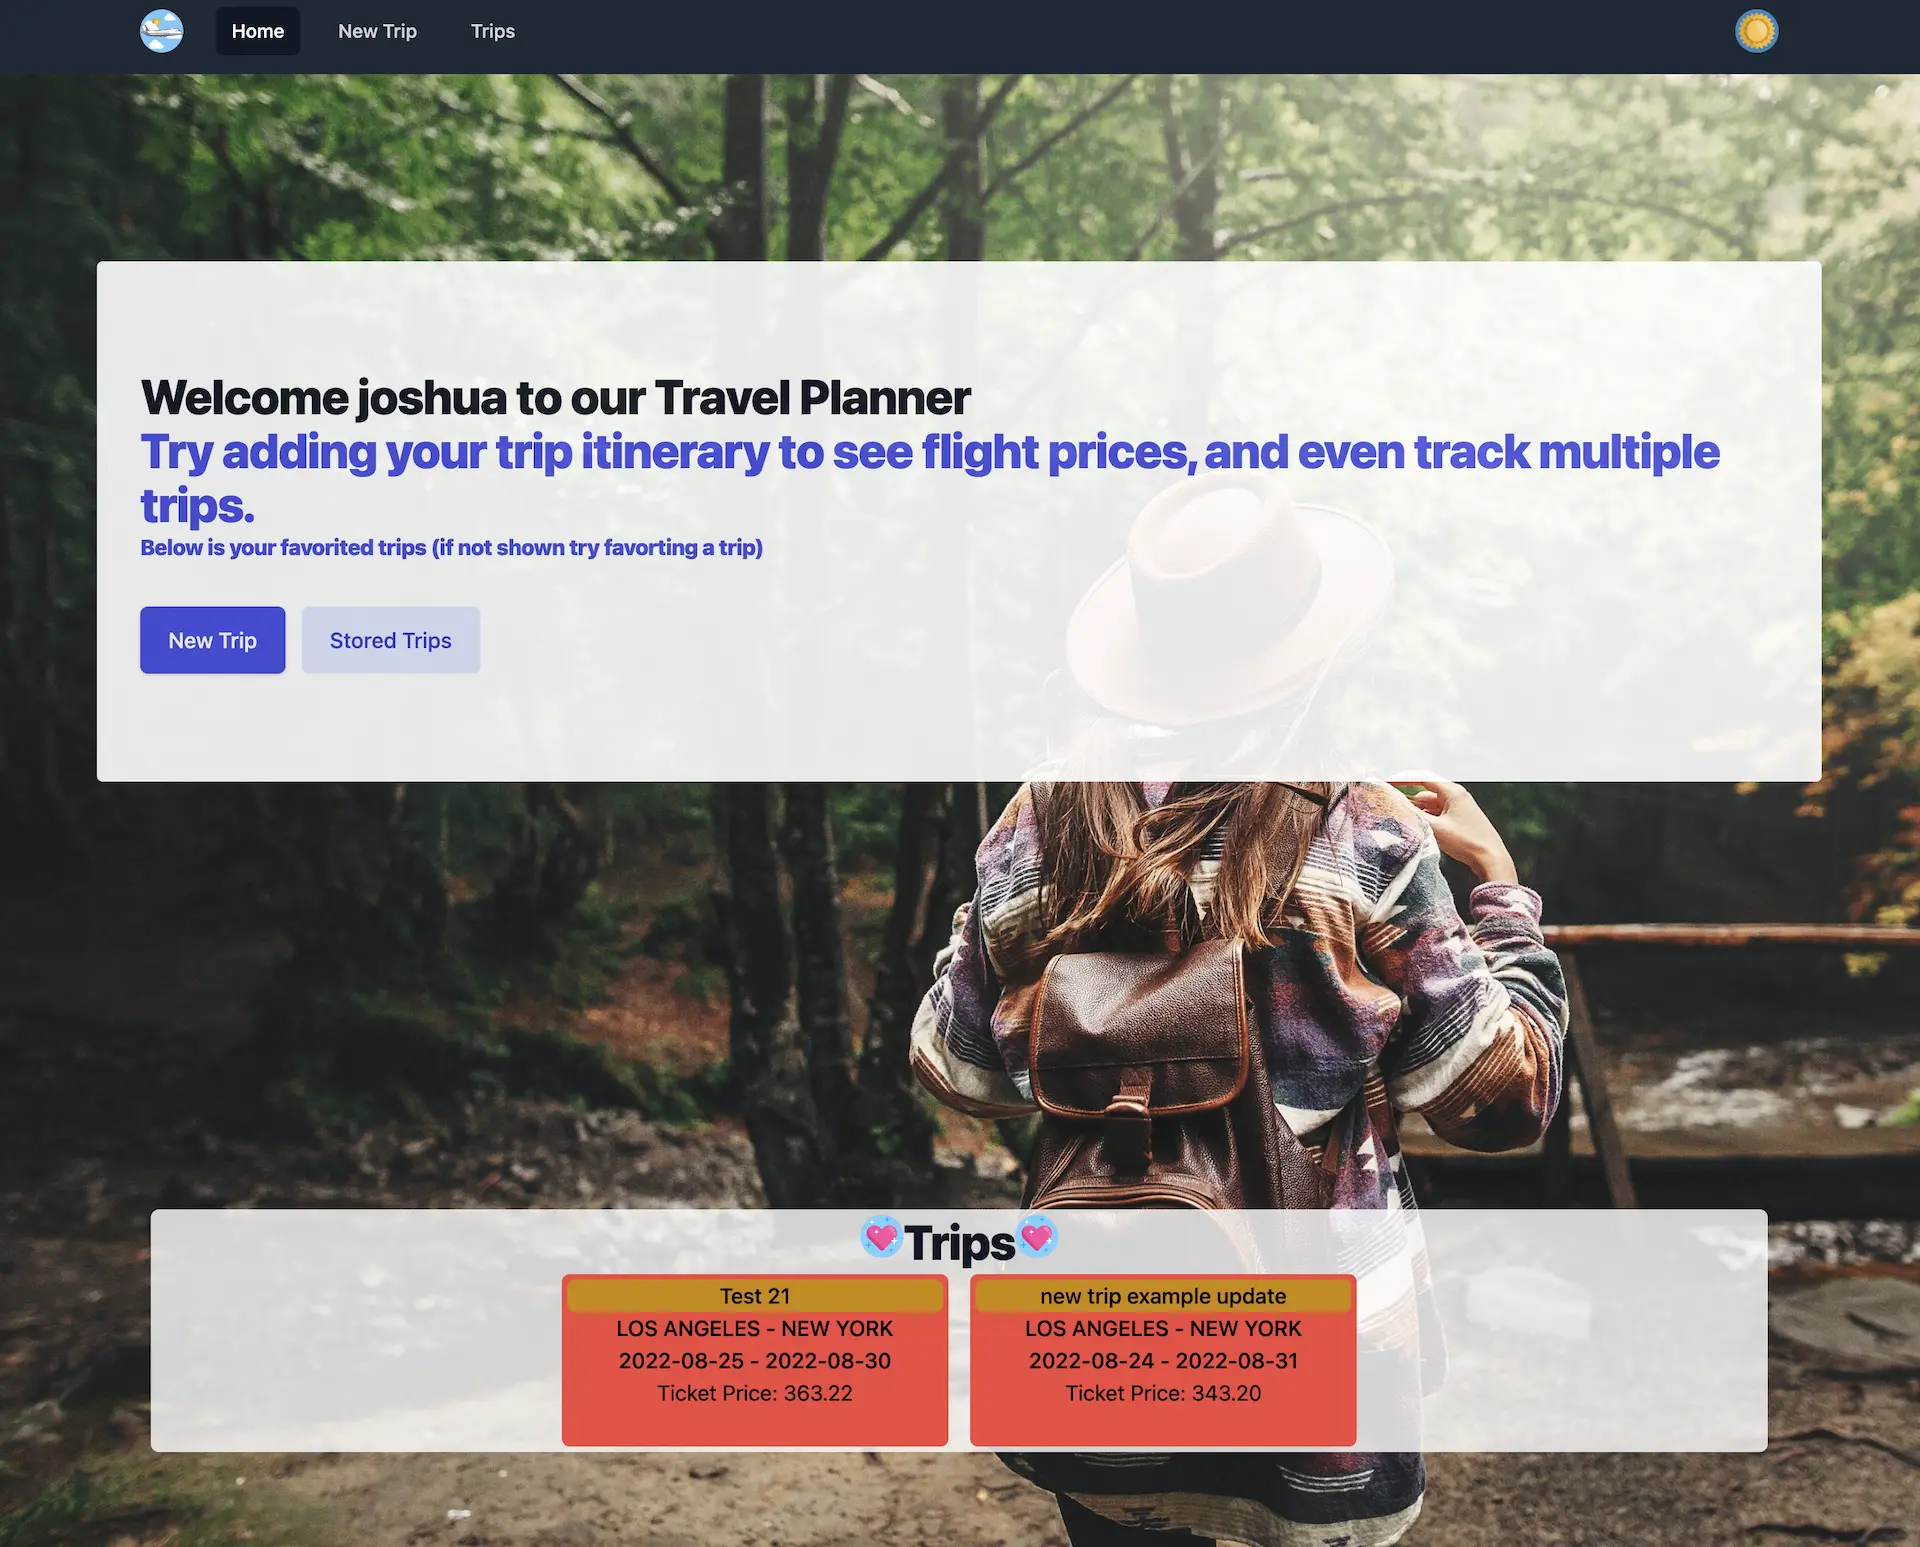 Home New Trip Trips
Welcome joshua to our Travel Planner
Try adding your trip itinerary to see flight prices, and even track multiple
trips.
Below is your favorited trips (if not shown try favorting a trip)
New Trip Stored Trips
Trips
Test 21
LOS ANGELES - NEW YORK
2022-08-25 - 2022-08-30
Ticket Price: 363.22
new trip example update
LOS ANGELES - NEW YORK
2022-08-24 - 2022-08-31
Ticket Price: 343.20